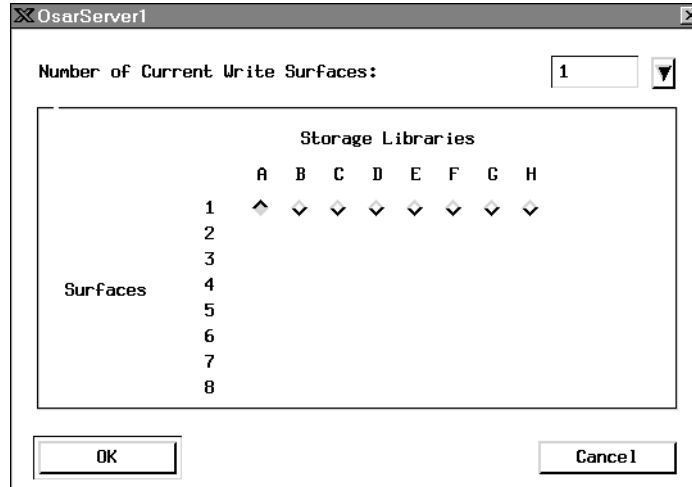 OsarServer1
Number of Current Write Surfaces: 1
Storage Libraries
A B C D E F G H
1
2
3
Surfaces 4
5
6
7
8
OK Cancel